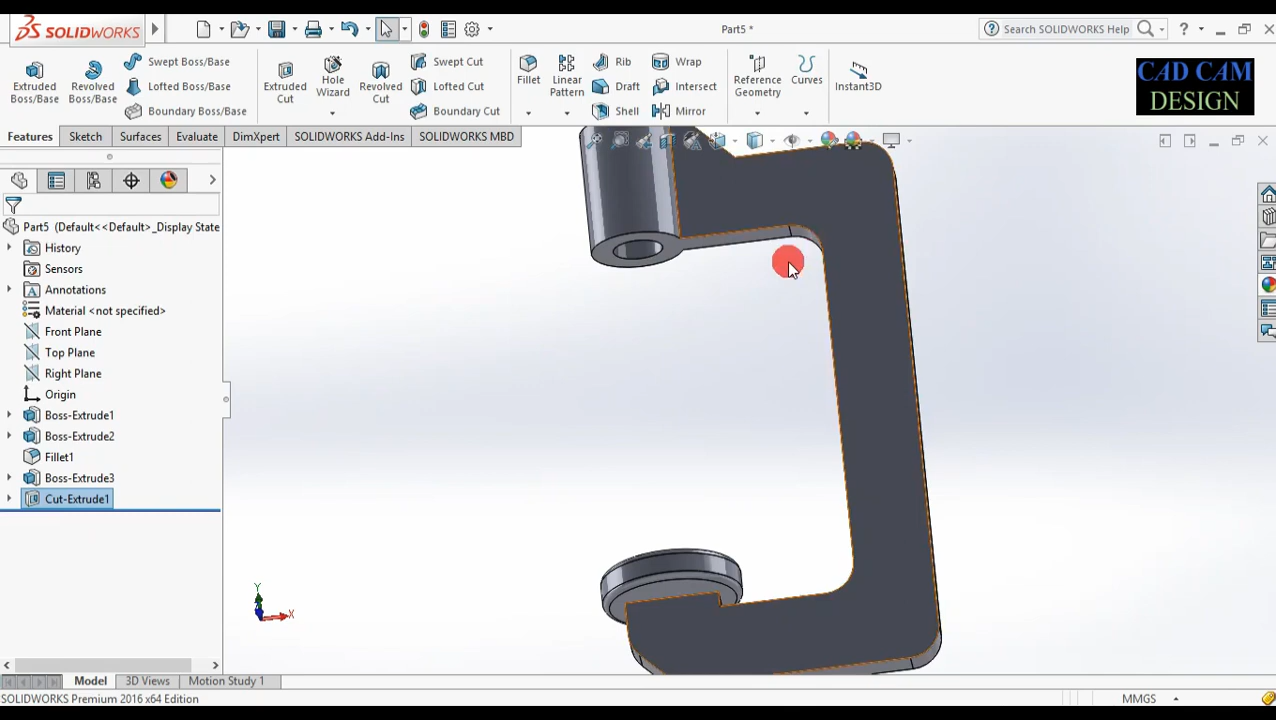 SOLIDWORKS
Part5 *
Search SOLIDWORKS Help
?
Extruded Boss/Base
Revolved Boss/Base
Swept Boss/Base
Lofted Boss/Base
Boundary Boss/Base
Extruded Cut
Hole Wizard
Revolved Cut
Swept Cut
Lofted Cut
Boundary Cut
Fillet
Linear Pattern
Rib
Draft
Shell
Wrap
Intersect
Mirror
Reference Geometry
Curves
Instant3D
CAD CAM
DESIGN
Features
Sketch
Surfaces
Evaluate
DimXpert
SOLIDWORKS Add-Ins
SOLIDWORKS MBD
Part5 (Default<<Default>_Display State
History
Sensors
Annotations
Material <not specified>
Front Plane
Top Plane
Right Plane
Origin
Boss-Extrude1
Boss-Extrude2
Fillet1
Boss-Extrude3
Cut-Extrude1
Y
X
Model
3D Views
Motion Study 1
SOLIDWORKS Premium 2016 x64 Edition
MMGS